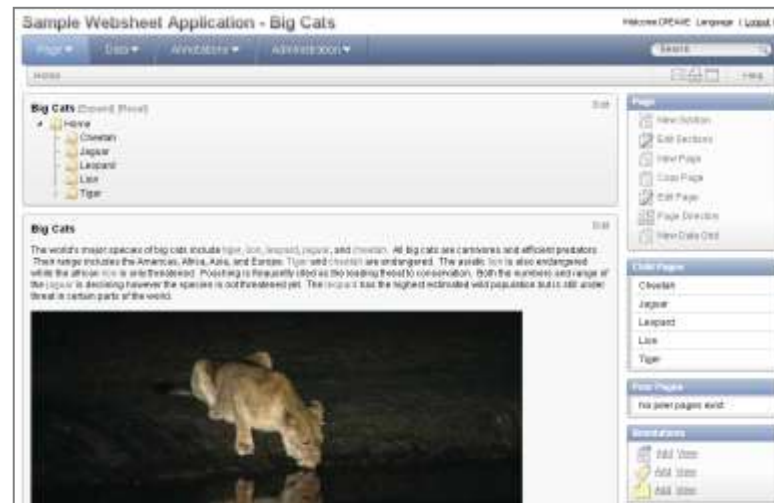 Sample Websheet Application - Big Cats
Welcome Language | Logout
Page Data Annotations Administration
Search
Home
Help
Big Cats [Expand] [Reset]
Edit
Home
Cheetah
Jaguar
Leopard
Lion
Tiger
Big Cats
Edit
The world's major species of big cats include tiger, lion, leopard, jaguar, and cheetah. All big cats are carnivores and efficient predators.
Their range includes the Americas, Africa, Asia, and Europe. Tiger and cheetah are endangered. The asiatic lion is also endangered
while the african lion is only threatened. Poaching is frequently cited as the leading threat to conservation. Both the numbers and range of
the jaguar is declining however the species is not threatened yet. The leopard has the highest estimated wild population but is still under
threat in certain parts of the world.
Page
New Section
Edit Sections
New Page
Copy Page
Edit Page
Page Directory
New Data Grid
Child Pages
Cheetah
Jaguar
Leopard
Lion
Tiger
Peer Pages
No peer pages exist.
Annotations
Add View
Add View
Add View